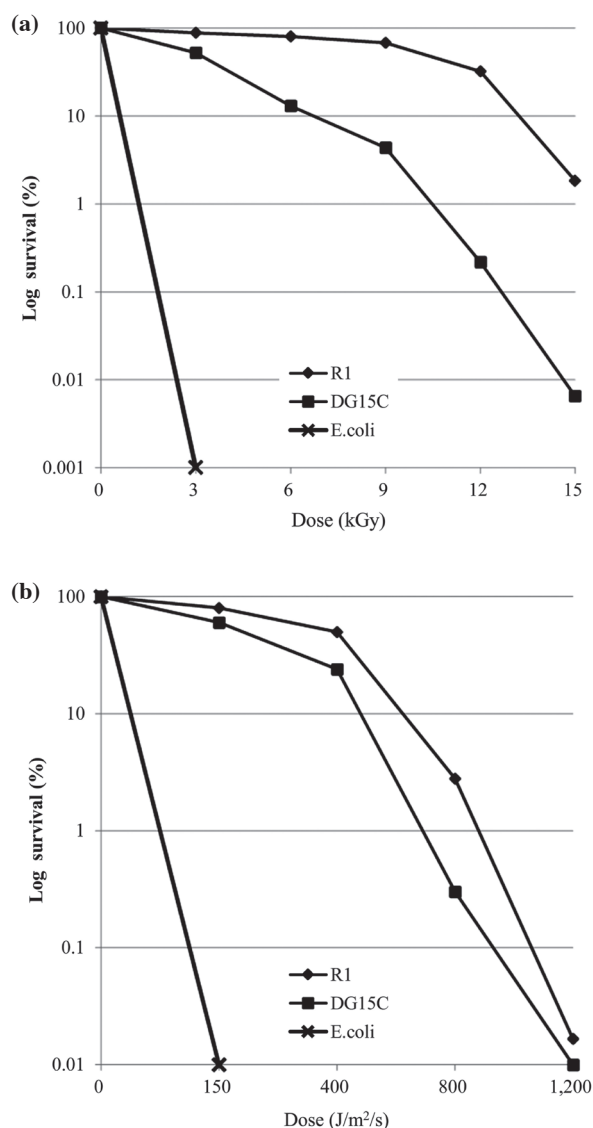 (a)
100
10
1
0.1
0.01
0.001
Log survival (%)
R1
DG15C
E.coli
0 3 6 9 12 15
Dose (kGy)
(b)
100
10
1
0.1
0.01
Log survival (%)
R1
DG15C
E.coli
0 150 400 800 1,200
Dose (J/m²/s)